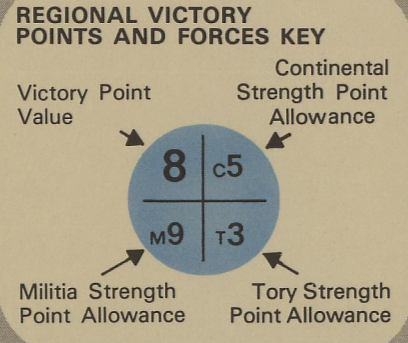 REGIONAL VICTORY
POINTS AND FORCES KEY
Victory Point
Value
Continental
Strength Point
Allowance
8 C5
M9 T3
Militia Strength
Point Allowance
Tory Strength
Point Allowance